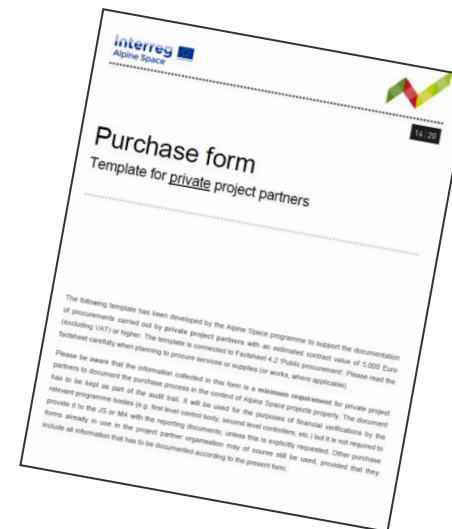 Interreg
Alpine Space
14 | 20
Purchase form
Template for private project partners
The following template has been developed by the Alpine Space programme to support the documentation
of procurements carried out by private project partners with an estimated contract value of 5.000 Euro
(excluding VAT) or higher. The template is connected to Factsheet 4.2 'Public procurement'. Please read the
factsheet carefully when planning to procure services or supplies (or works, where applicable).
Please be aware that the information collected in this form is a minimum requirement for private project
partners to document the purchase process in the context of Alpine Space projects properly. The document
has to be kept as part of the audit trail. It will be used for the purposes of financial verifications by the
relevant programme bodies (e.g. first level control body, second level controllers, etc.) but it is not required to
provide it to the JS or MA with the reporting documents, unless this is explicitly requested. Other purchase
forms already in use in the project partner organisation may of course still be used, provided that they
include all information that has to be documented according to the present form.